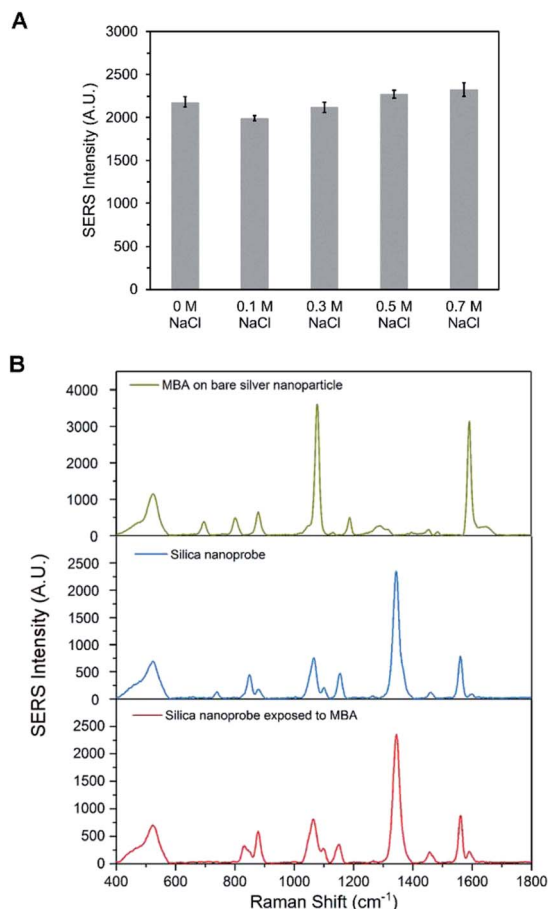 A
SERS Intensity (A.U.)
3000
2500
2000
1500
1000
500
0
0 M 0.1 M 0.3 M 0.5 M 0.7 M
NaCl NaCl NaCl NaCl NaCl
B
SERS Intensity (A.U.)
MBA on bare silver nanoparticle
4000
3000
2000
1000
0
Silica nanoprobe
2500
2000
1500
1000
500
0
Silica nanoprobe exposed to MBA
2500
2000
1500
1000
500
0
400 600 800 1000 1200 1400 1600 1800
Raman Shift (cm⁻¹)